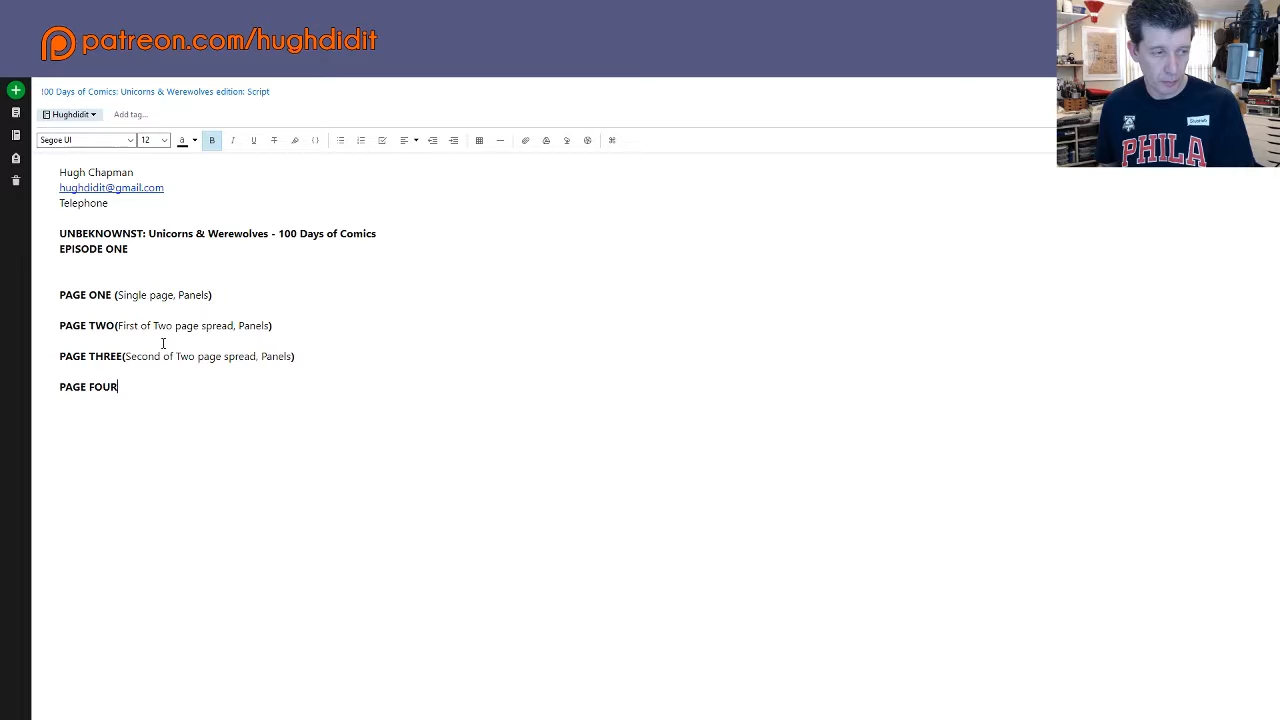 patreon.com/hughdidit
100 Days of Comics: Unicorns & Werewolves edition: Script
Hughdidit
Add tag...
Segoe UI
12
a
B
I
U
T
Hugh Chapman
hughdidit@gmail.com
Telephone
UNBEKNOWNST: Unicorns & Werewolves - 100 Days of Comics
EPISODE ONE
PAGE ONE (Single page, Panels)
PAGE TWO(First of Two page spread, Panels)
PAGE THREE(Second of Two page spread, Panels)
PAGE FOUR
PHILA